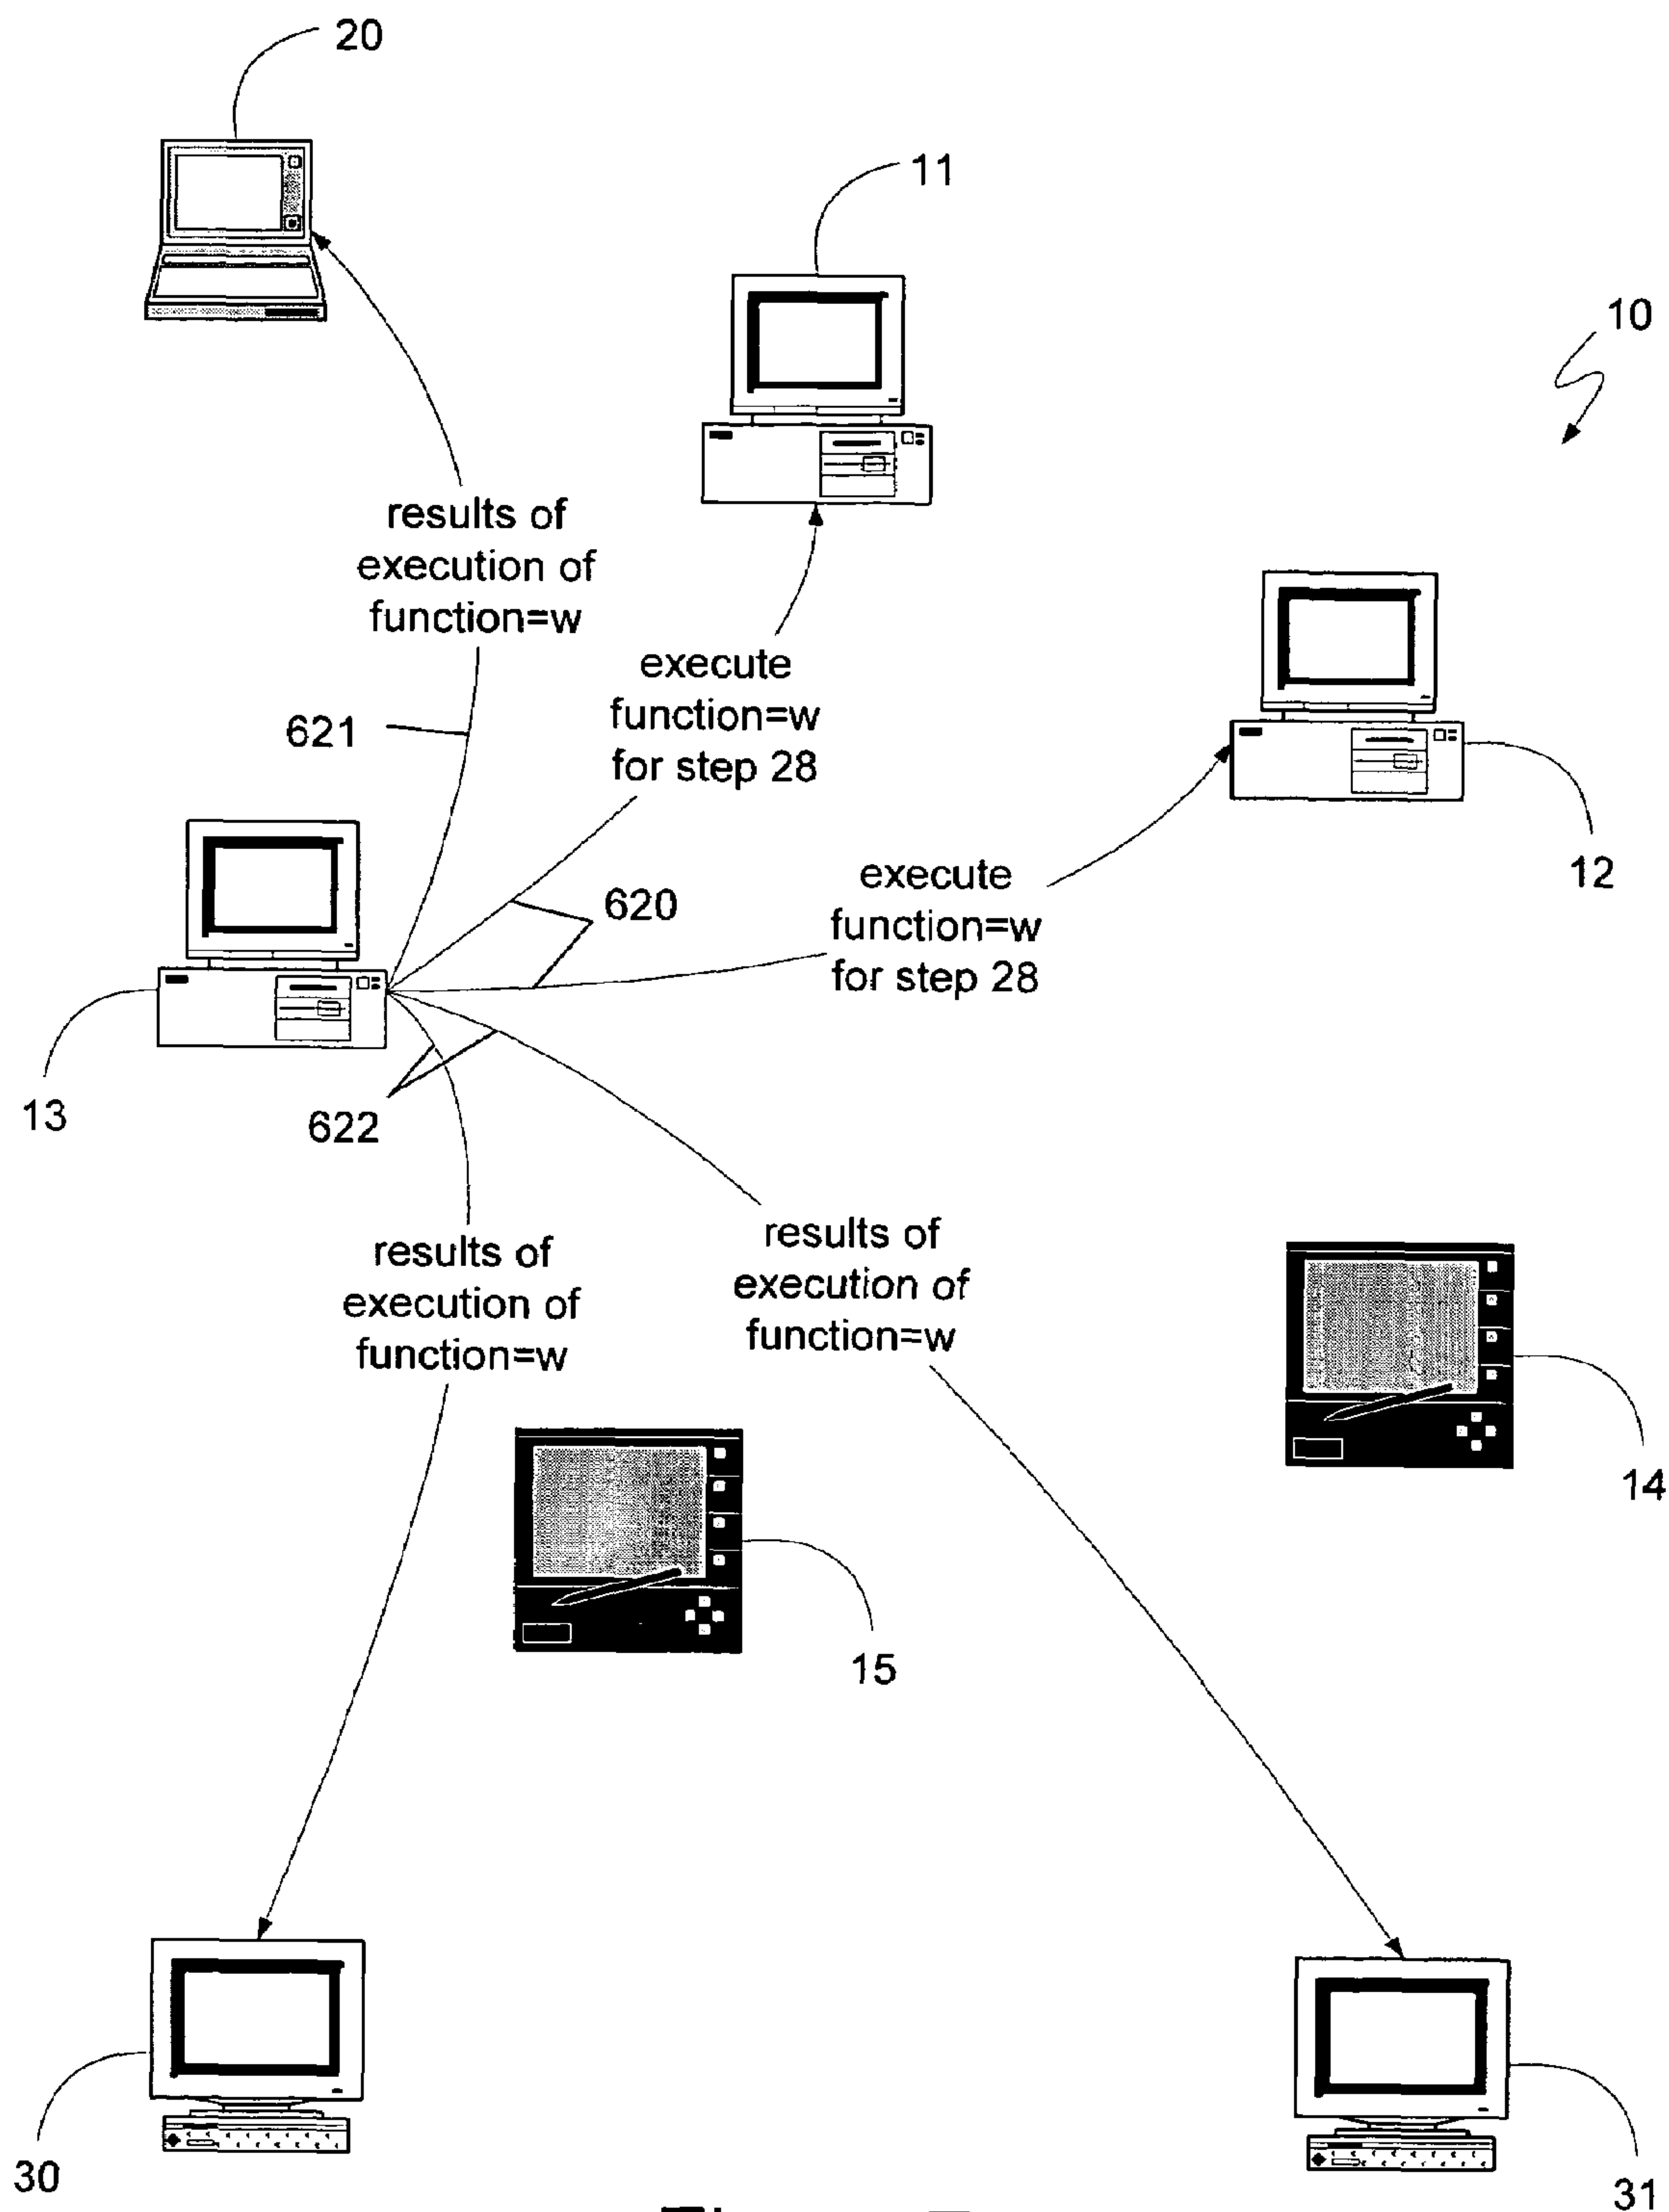 20
11
10
results of
execution of
function=w
execute
function=w
for step 28
621
12
execute
function=w
for step 28
620
13
622
results of
execution of
function=w
results of
execution of
function=w
14
15
30
31